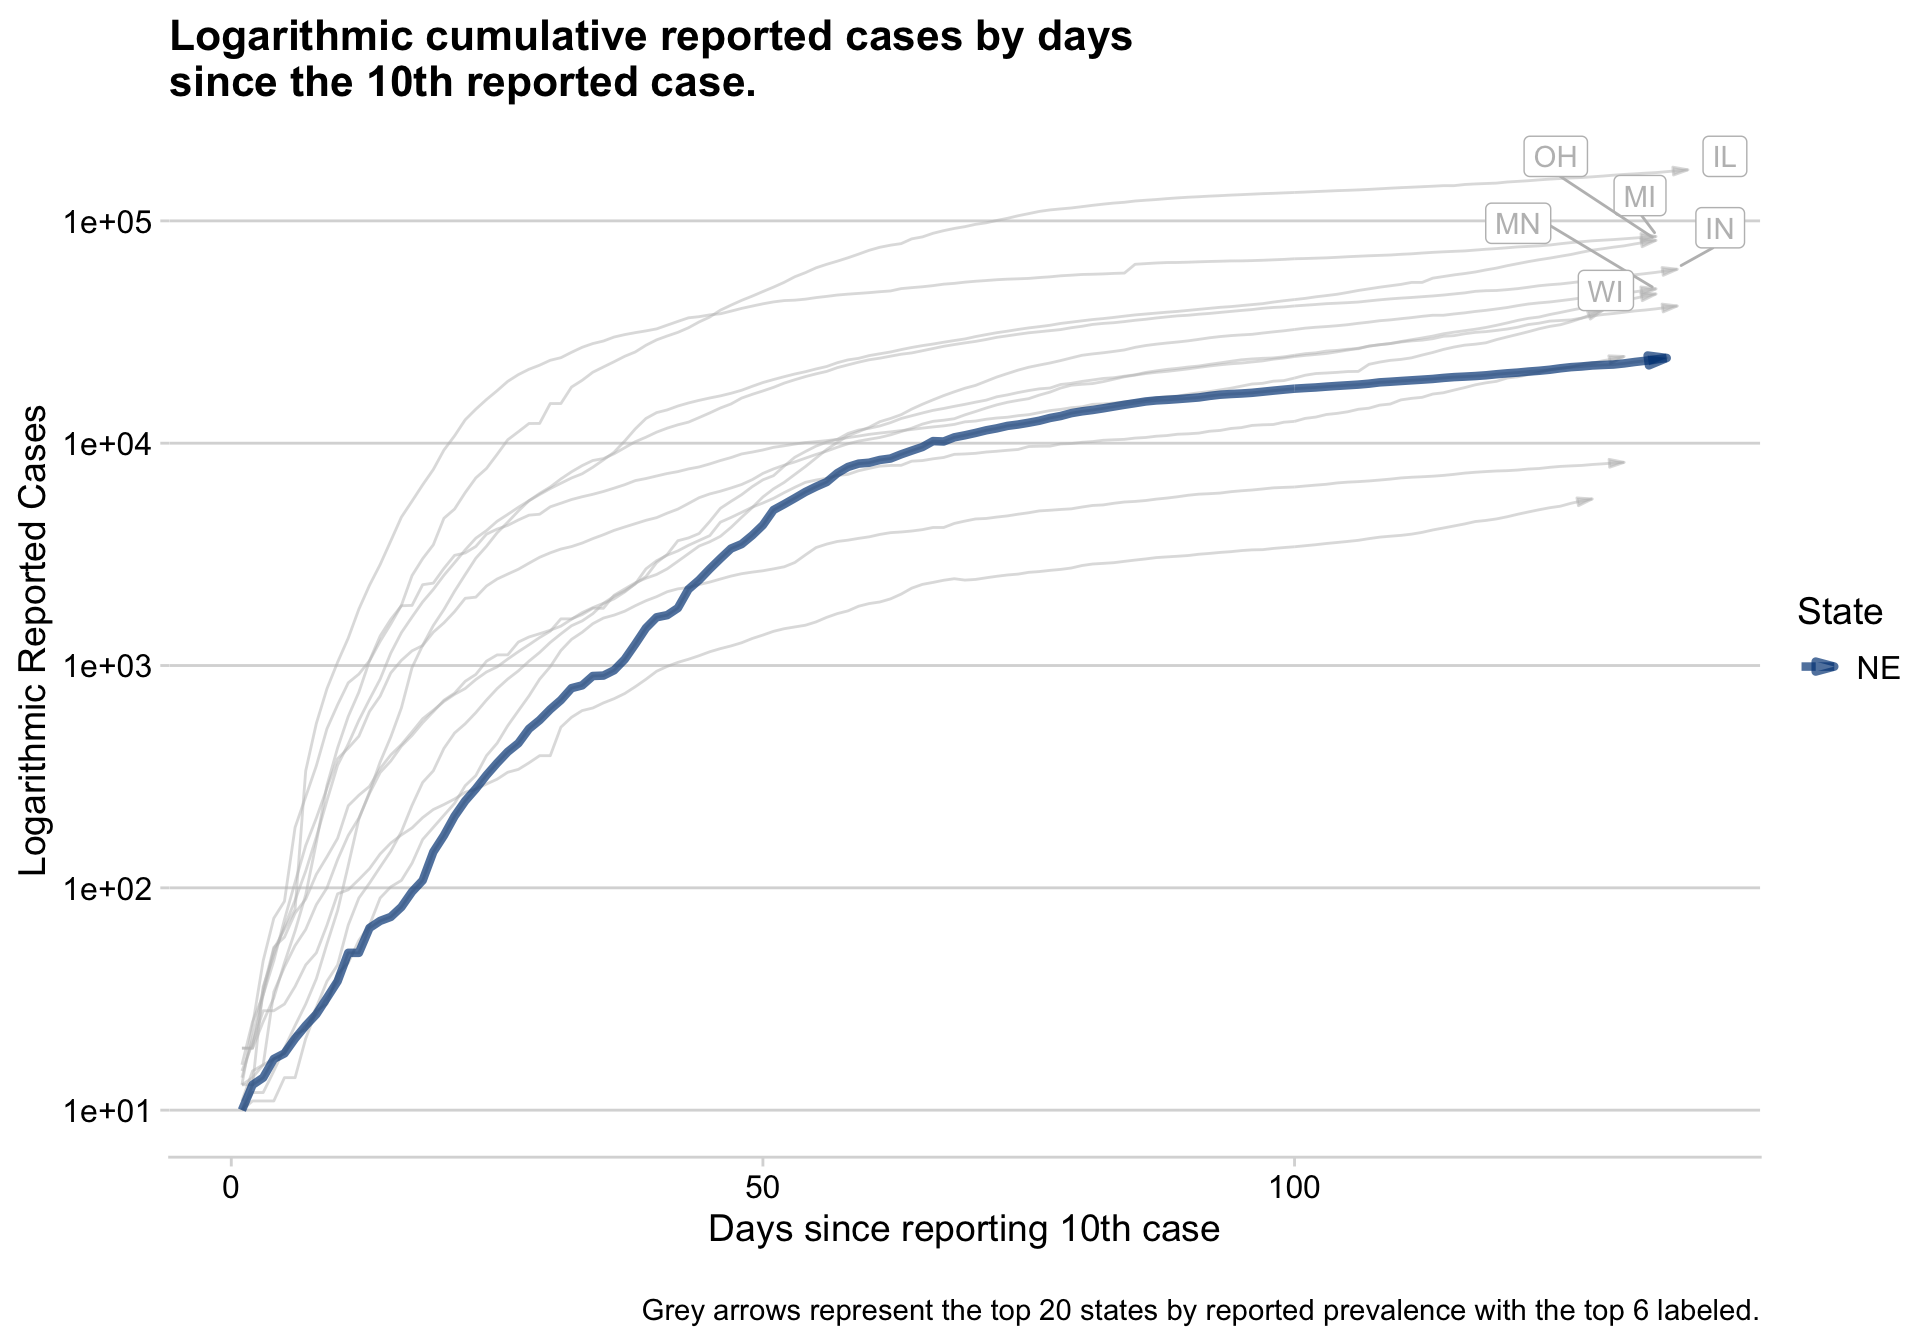 Logarithmic cumulative reported cases by days
since the 10th reported case.
OH
IL
MI
MN
IN
WI
1e+05
1e+04
1e+03
1e+02
1e+01
Logarithmic Reported Cases
State
NE
0
50
100
Days since reporting 10th case
Grey arrows represent the top 20 states by reported prevalence with the top 6 labeled.